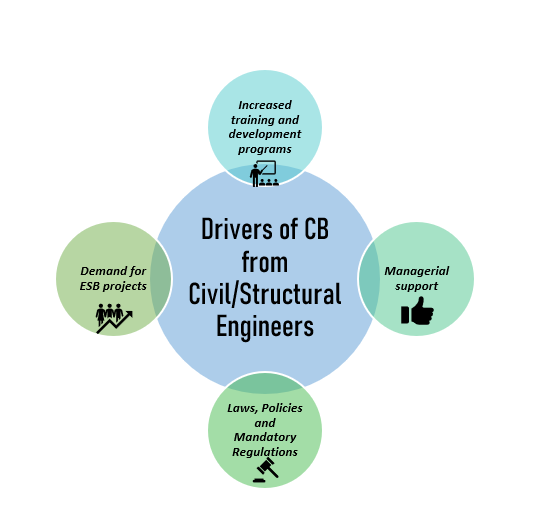 Increased
training and
development
programs
Drivers of CB
from
Civil/Structural
Engineers
Demand for
ESB projects
Managerial
support
Laws, Policies
and
Mandatory
Regulations